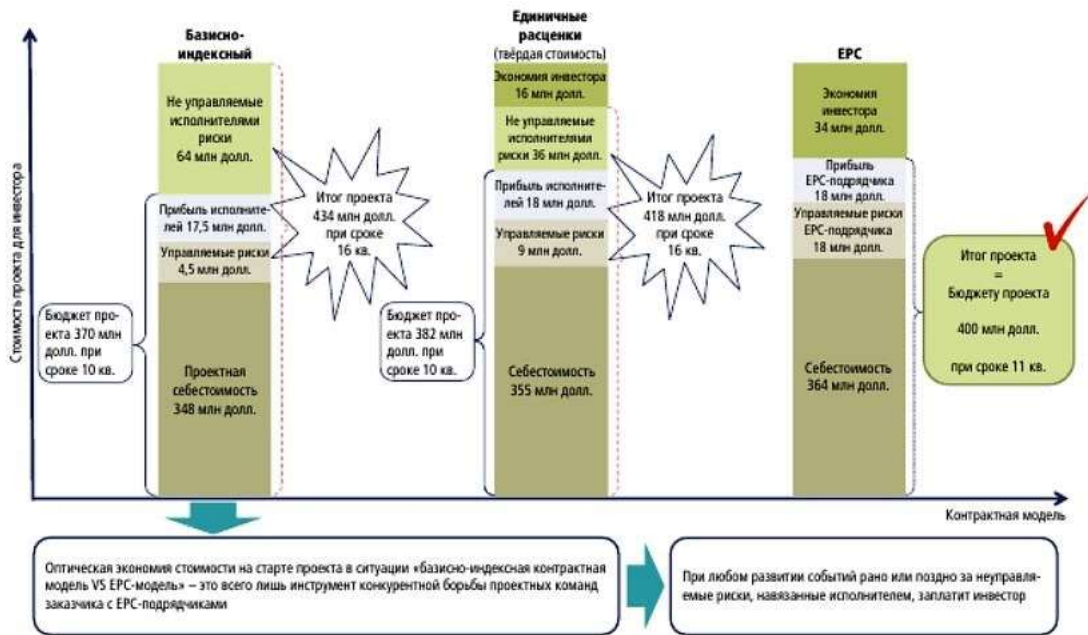 Стоимость проекта для инвестора
Базисно-
индексный
Не управляемые
исполнителями
риски
64 млн долл.
Прибыль исполните-
лей 17,5 млн долл.
Управляемые риски
4,5 млн долл.
Проектная
себестоимость
348 млн долл.
Бюджет про-
екта 370 млн
долл. при
сроке 10 кв.
Итог проекта
434 млн долл.
при сроке
16 кв.
Единичные
расценки
(твёрдая стоимость)
Экономия инвестора
16 млн долл.
Не управляемые
исполнителями
риски 36 млн долл.
Прибыль исполните-
лей 18 млн долл.
Управляемые риски
9 млн долл.
Себестоимость
355 млн долл.
Бюджет про-
екта 382 млн
долл. при
сроке 10 кв.
Итог проекта
418 млн долл.
при сроке
16 кв.
EPC
Экономия
инвестора
34 млн долл.
Прибыль
EPC-подрядчика
18 млн долл.
Управляемые риски
EPC-подрядчика
18 млн долл.
Себестоимость
364 млн долл.
Итог проекта
=
Бюджету проекта
400 млн долл.
при сроке 11 кв.
Контрактная модель
Оптическая экономия стоимости на старте проекта в ситуации «базисно-индексная контрактная
модель VS EPC-модель» – это всего лишь инструмент конкурентной борьбы проектных команд
заказчика с EPC-подрядчиками
При любом развитии событий рано или поздно за неуправля-
емые риски, навязанные исполнителем, заплатит инвестор